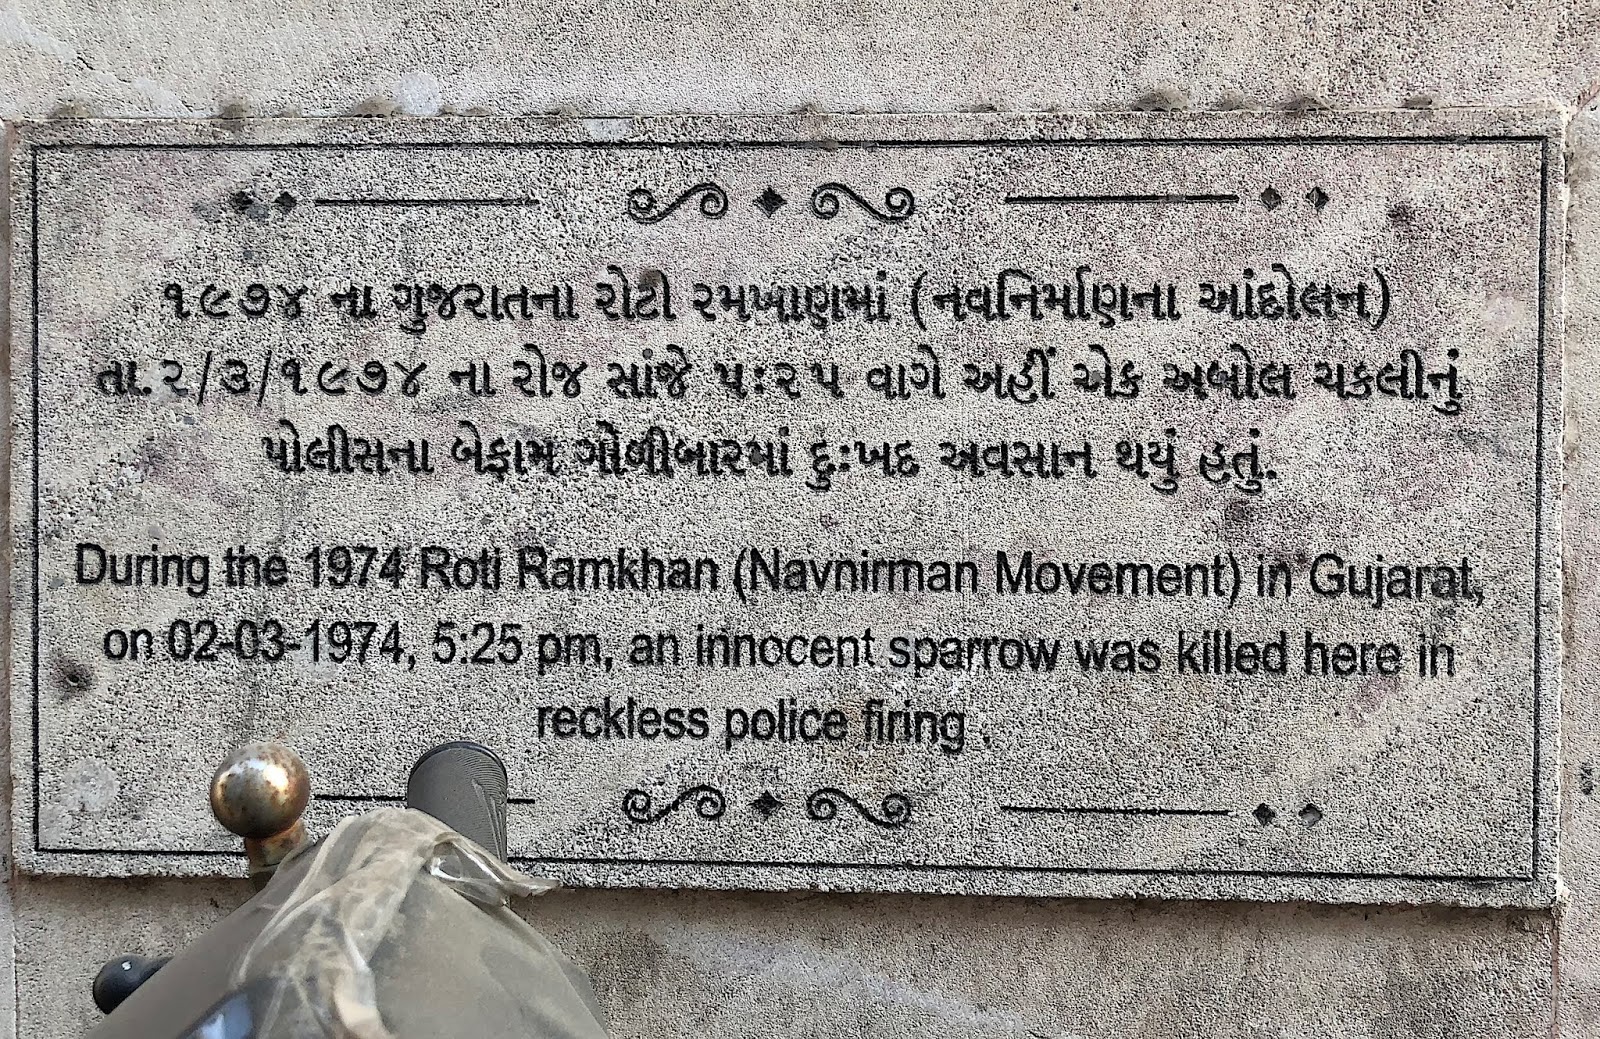 ૧૯૭૪ ના ગુજરાતના રોટી રમખાણમાં (નવનિર્માણના આંદોલન)
તા.૨/૩/૧૯૭૪ ના રોજ સાંજે ૫:૨૫ વાગે અહીં એક અબોલ ચકલીનું
પોલીસના બેફામ ગોળીબારમાં દુઃખદ અવસાન થયું હતું.
During the 1974 Roti Ramkhan (Navnirman Movement) in Gujarat,
on 02-03-1974, 5:25 pm, an innocent sparrow was killed here in
reckless police firing .